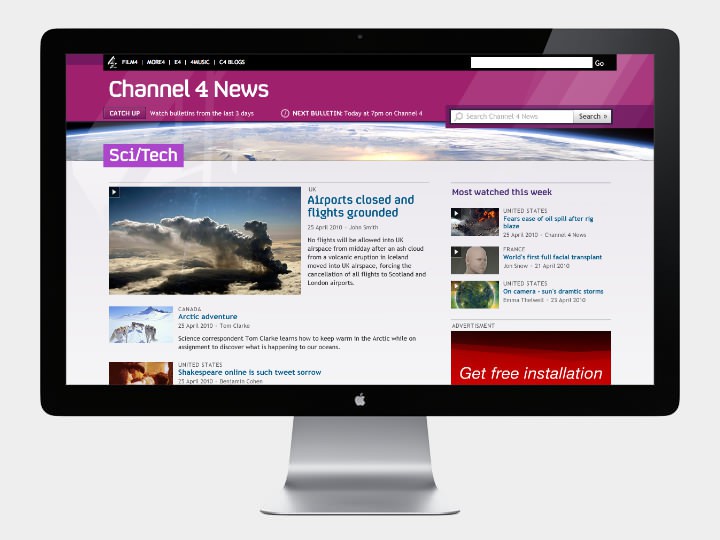 FILM4 | MORE4 | E4 | 4MUSIC | C4 BLOGS
Go
Channel 4 News
CATCH UP Watch bulletins from the last 3 days
NEXT BULLETIN: Today at 7pm on Channel 4
Search Channel 4 News
Search »
Sci/Tech
UK
Airports closed and
flights grounded
25 April 2010 - John Smith
No flights will be allowed into UK
airspace from midday after an ash cloud
from a volcanic eruption in Iceland
moved into UK airspace, forcing the
cancellation of all flights to Scotland and
London airports.
CANADA
Arctic adventure
25 April 2010 - Tom Clarke
Science correspondent Tom Clarke learns how to keep warm in the Arctic while on
assignment to discover what is happening to our oceans.
UNITED STATES
Shakespeare online is such tweet sorrow
25 April 2010 - Benjamin Cohen
Most watched this week
UNITED STATES
Fears ease of oil spill after rig
blaze
25 April 2010 - Channel 4 News
FRANCE
World's first full facial transplant
Jon Snow - 21 April 2010
UNITED STATES
On camera - sun's dramtic storms
Emma Thelwell - 23 April 2010
ADVERTISMENT
Get free installation